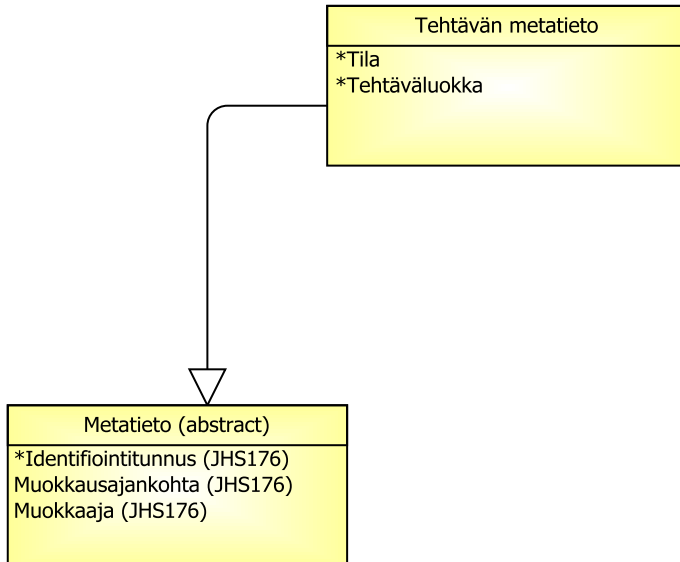 Tehtävän metatieto
*Tila
*Tehtäväluokka
Metatieto (abstract)
*Identifiointitunnus (JHS176)
Muokkausajankohta (JHS176)
Muokkaaja (JHS176)